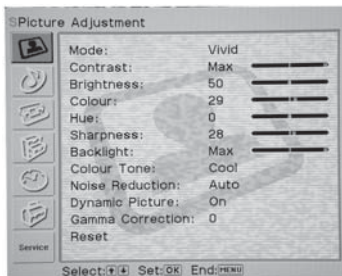 SPicture Adjustment
Mode: Vivid
Contrast: Max
Brightness: 50
Colour: 29
Hue: 0
Sharpness: 28
Backlight: Max
Colour Tone: Cool
Noise Reduction: Auto
Dynamic Picture: On
Gamma Correction: 0
Reset
Service
Select: Set:OK End:MENU